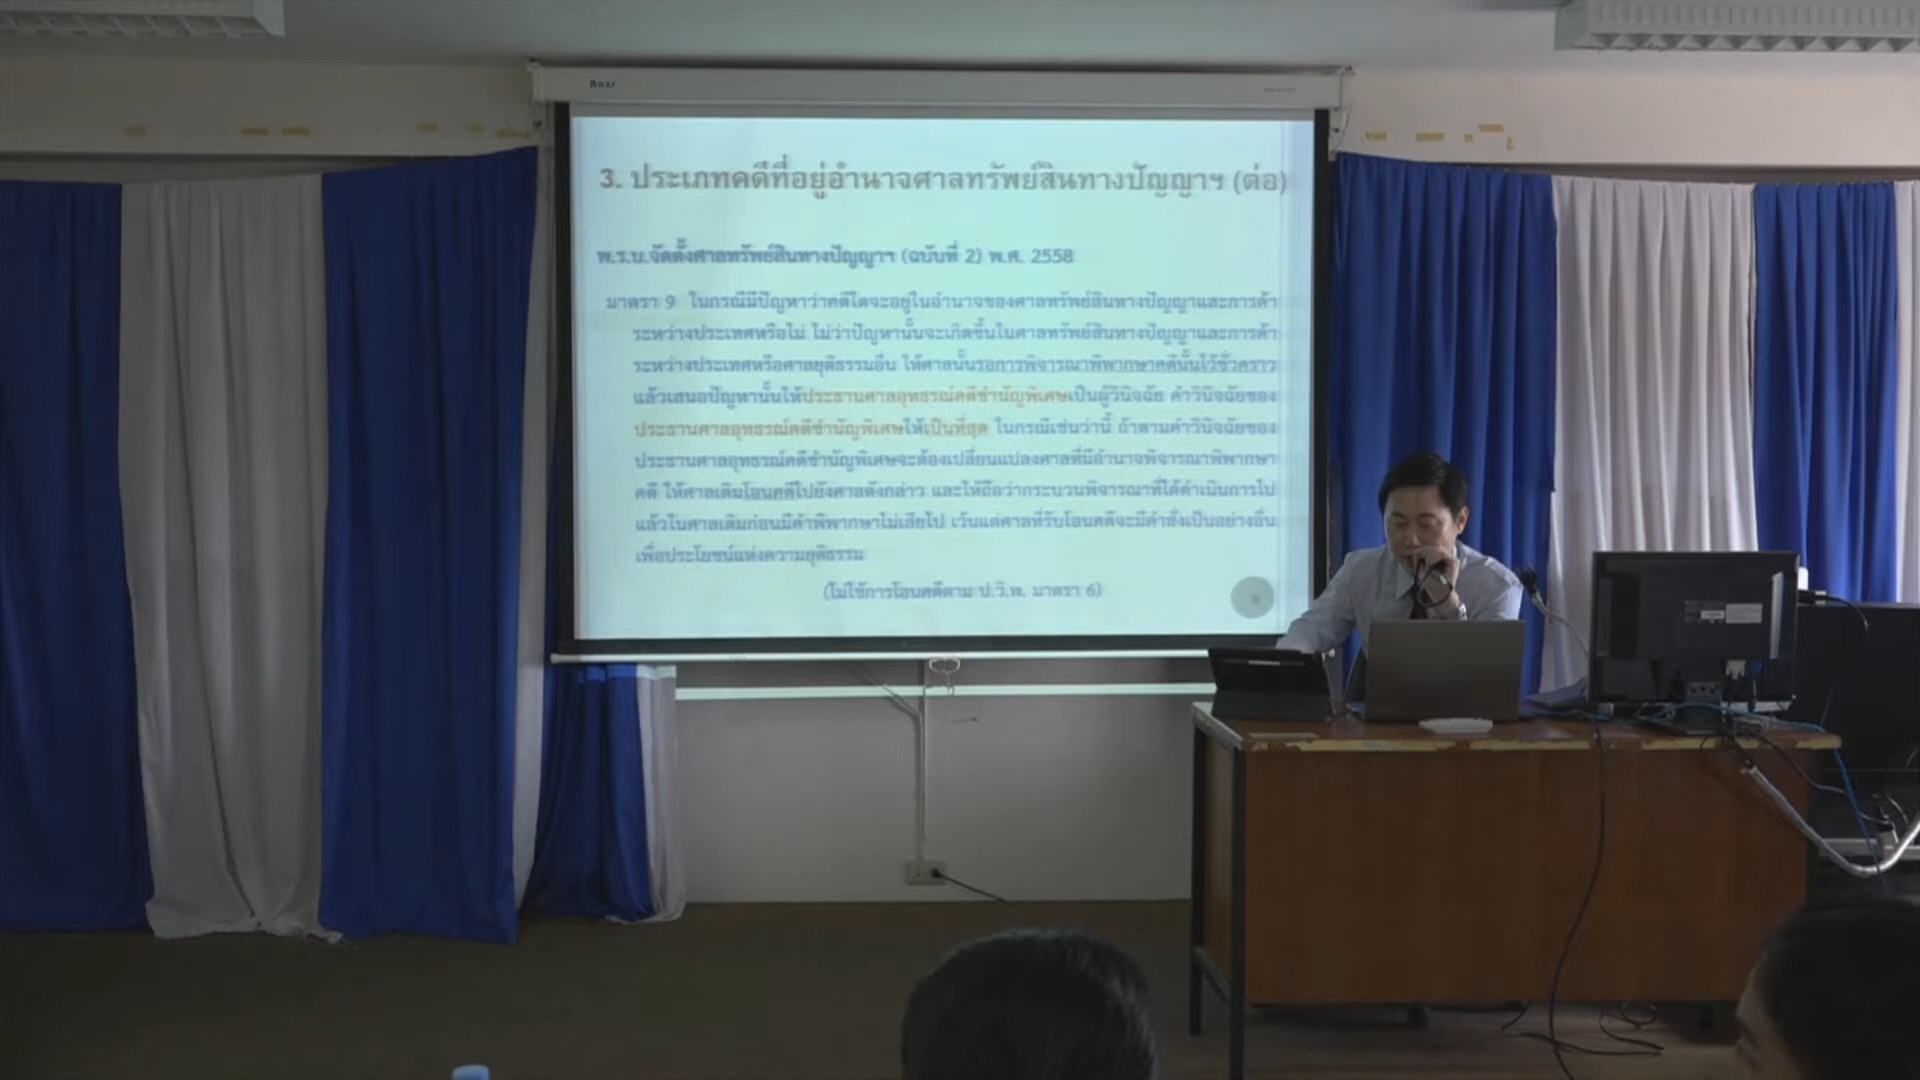 3. ประเภทคดีที่อยู่อำนาจศาลทรัพย์สินทางปัญญาฯ (ต่อ)
พ.ร.บ.จัดตั้งศาลทรัพย์สินทางปัญญาฯ (ฉบับที่ 2) พ.ศ. 2558
มาตรา 9 ในกรณีมีปัญหาว่าคดีใดจะอยู่ในอำนาจของศาลทรัพย์สินทางปัญญาและการค้า
ระหว่างประเทศหรือไม่ ไม่ว่าปัญหานั้นจะเกิดขึ้นในศาลทรัพย์สินทางปัญญาและการค้า
ระหว่างประเทศหรือศาลยุติธรรมอื่น ให้ศาลนั้นรอการพิจารณาพิพากษาคดีนั้นไว้ชั่วคราว
แล้วเสนอปัญหานั้นให้ประธานศาลอุทธรณ์คดีชำนัญพิเศษเป็นผู้วินิจฉัย คำวินิจฉัยของ
ประธานศาลอุทธรณ์คดีชำนัญพิเศษให้เป็นที่สุด ในกรณีเช่นว่านี้ ถ้าตามคำวินิจฉัยของ
ประธานศาลอุทธรณ์คดีชำนัญพิเศษจะต้องเปลี่ยนแปลงศาลที่มีอำนาจพิจารณาพิพากษา
คดี ให้ศาลเดิมโอนคดีไปยังศาลดังกล่าว และให้ถือว่ากระบวนพิจารณาที่ได้ดำเนินการไป
แล้วในศาลเดิมก่อนมีคำพิพากษาไม่เสียไป เว้นแต่ศาลที่รับโอนคดีจะมีคำสั่งเป็นอย่างอื่น
เพื่อประโยชน์แห่งความยุติธรรม
(ไม่ใช้การโอนคดีตาม ป.วิ.พ. มาตรา 6)